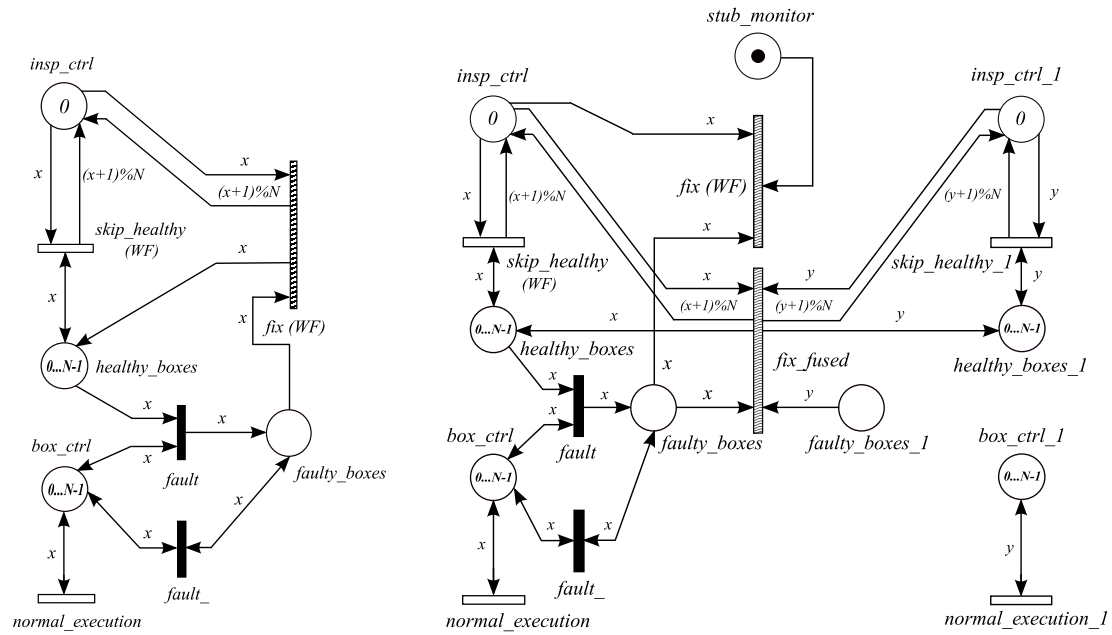 insp_ctrl
0
x
(x+1)%N
x
(x+1)%N
skip_healthy
(WF)
x
x
x
fix (WF)
0...N-1
healthy_boxes
x
x
box_ctrl
x
fault
faulty_boxes
0...N-1
x
x
x
fault_
normal_execution
stub_monitor
insp_ctrl
0
x
fix (WF)
x
(x+1)%N
x
skip_healthy
(WF)
x
x
(x+1)%N
y
(y+1)%N
insp_ctrl_1
0
(y+1)%N
y
skip_healthy_1
y
0...N-1
healthy_boxes
x
y
0...N-1
healthy_boxes_1
fix_fused
x
x
x
x
x
y
box_ctrl
fault
faulty_boxes
faulty_boxes_1
box_ctrl_1
0...N-1
0...N-1
x
x
x
y
fault_
normal_execution
normal_execution_1